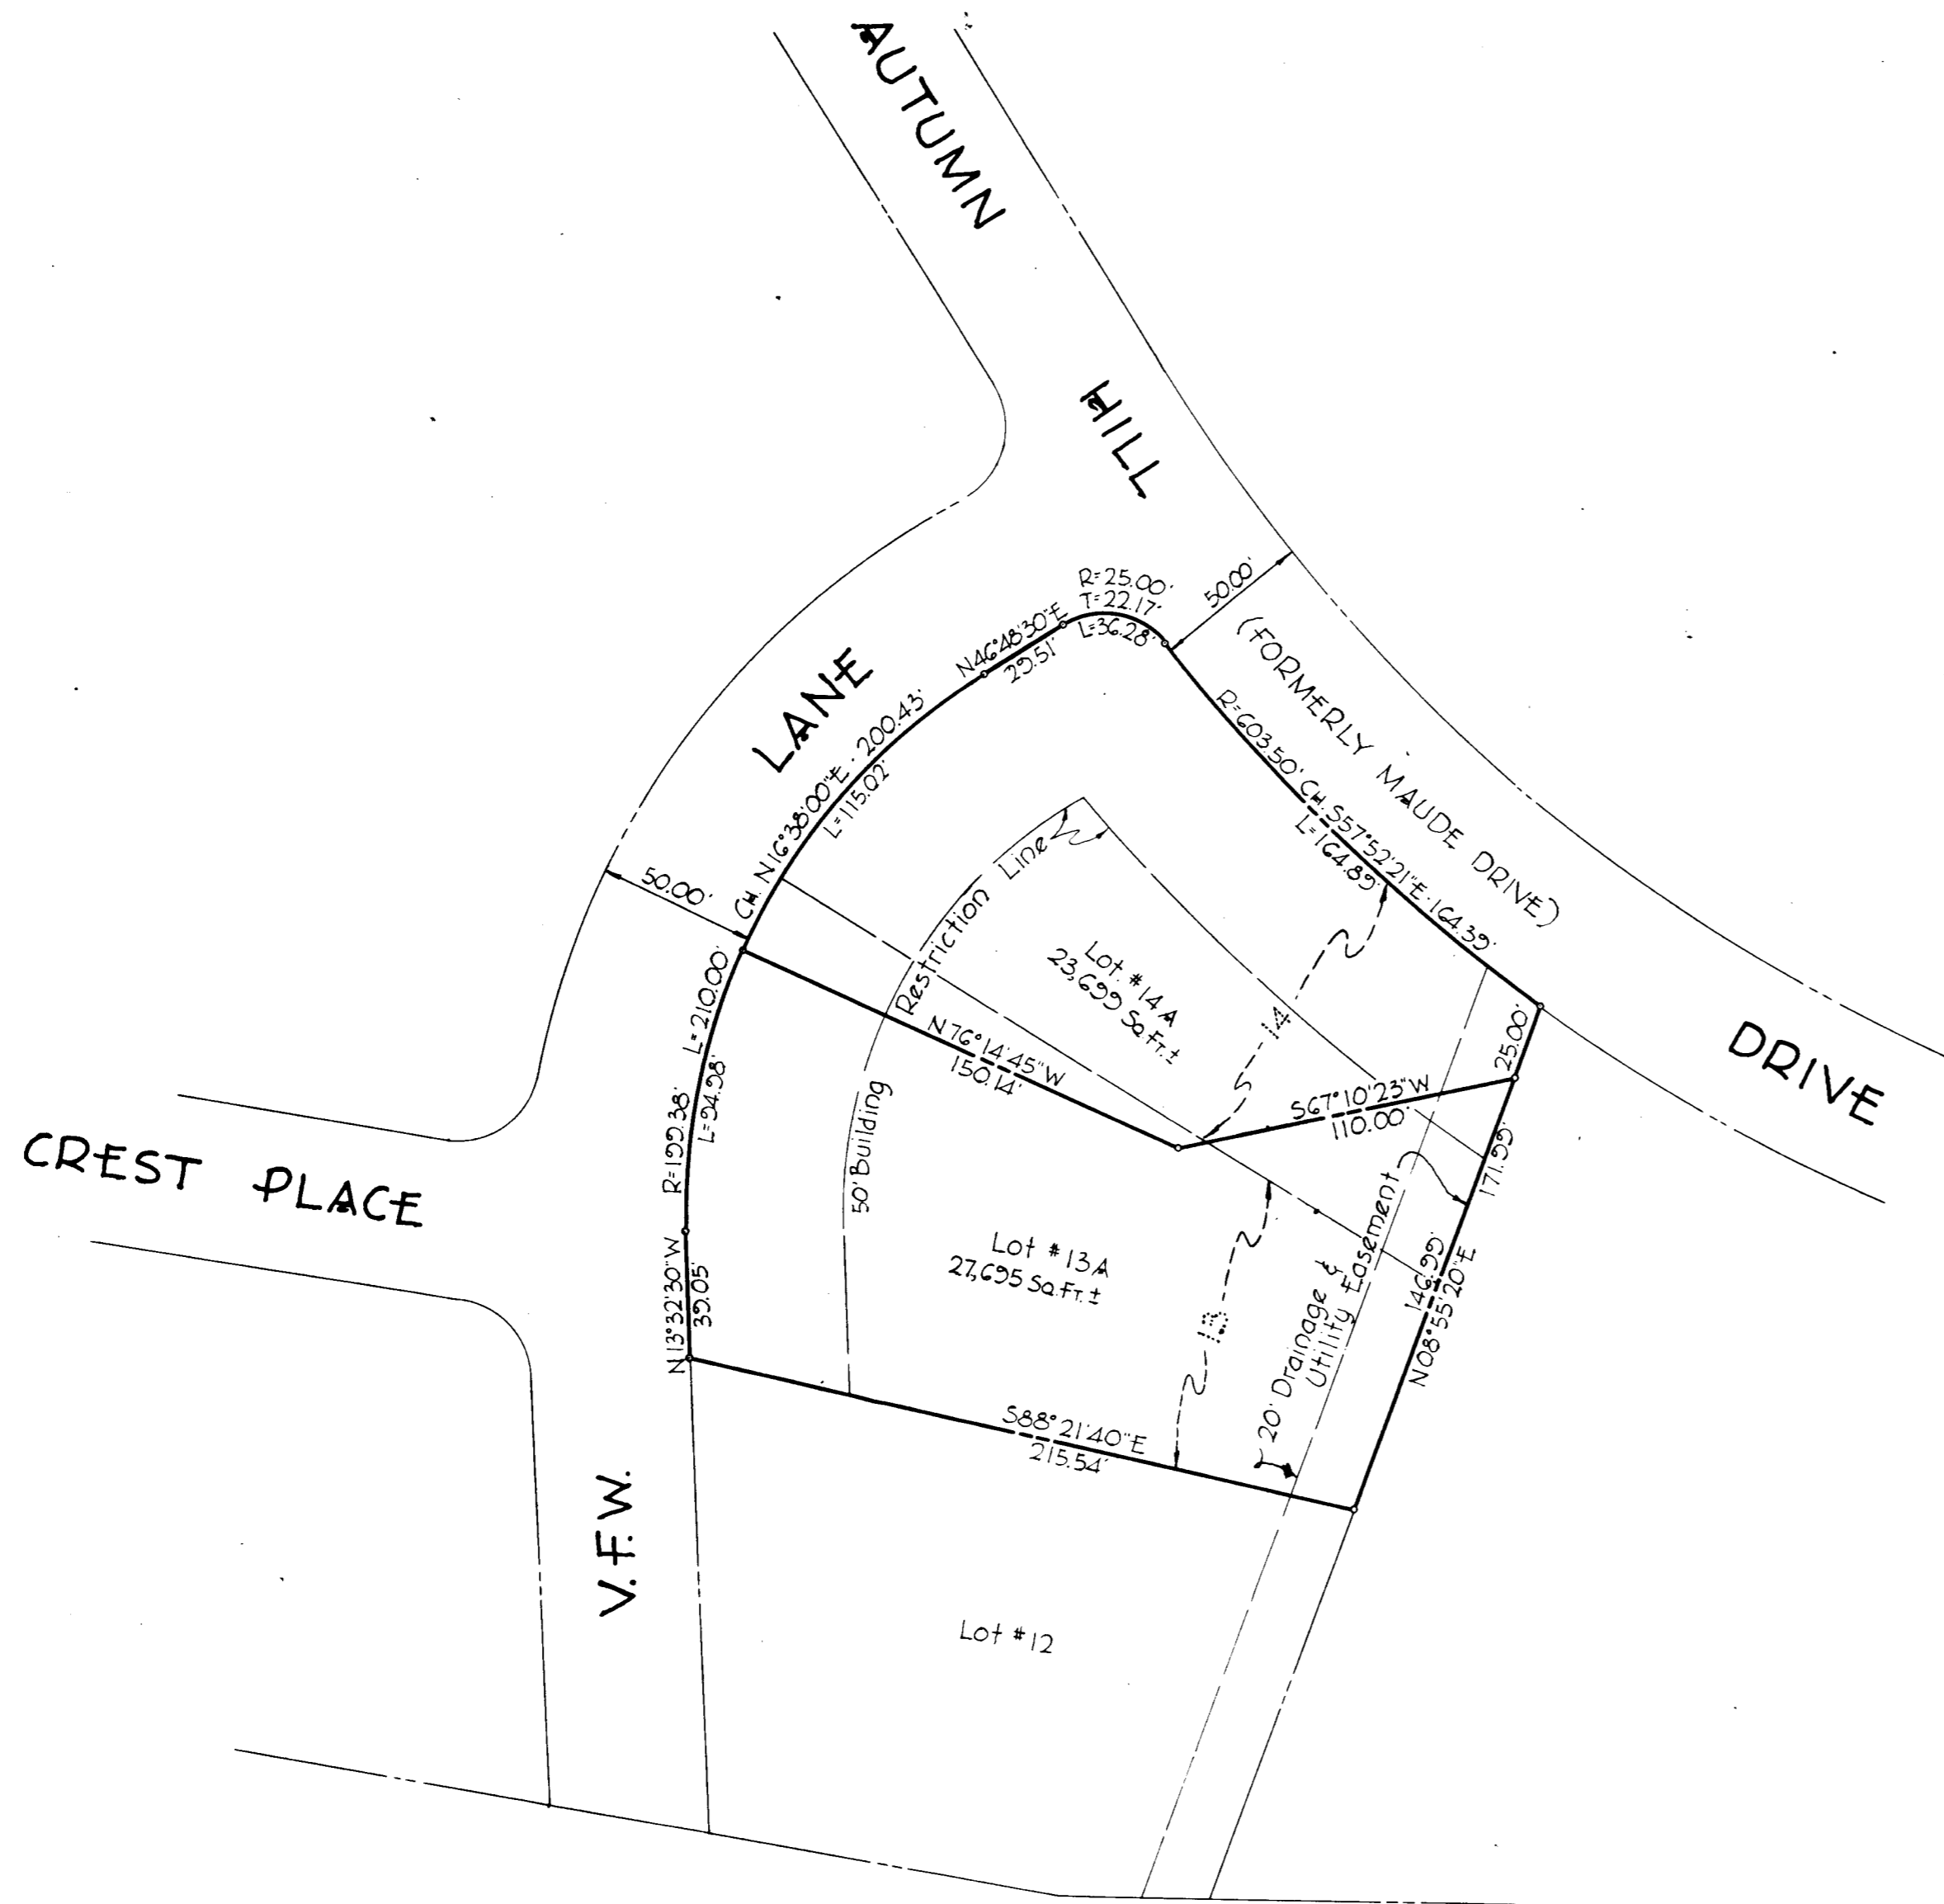 AUTUMN
HILL
DRIVE
(FORMERLY MAUDE DRIVE)
50.00'
R=25.00'
T=22.17'
L=36.28'
N46°48'30"E
29.51'
LANE
CH. N16°38'00"E. 200.43'
L=115.02'
50.00'
R=603.50' CH. S57°52'21"E. 164.39'
L=164.89'
50' Building Restriction Line
Lot #14A
23,699 Sq.Ft.±
14
25.00'
N76°14'45"W
150.14'
S67°10'23"W
110.00'
R=199.38' L=210.00'
L=94.98'
171.99'
CREST PLACE
N13°32'30"W
39.05'
Lot #13A
27,695 Sq.Ft.±
13
20' Drainage &
Utility Easement
146.99'
N08°55'20"E
S88°21'40"E
215.54'
V.F.W.
Lot #12